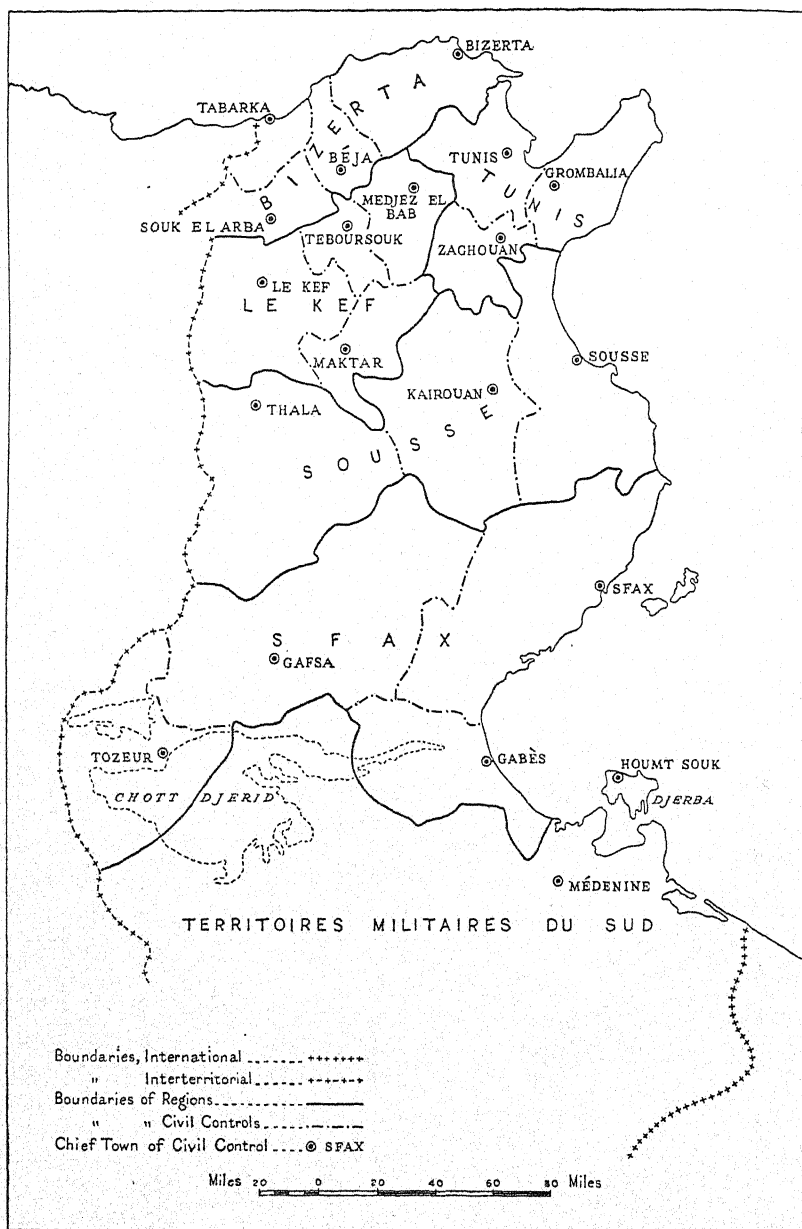 BIZERTA
TABARKA
BIZERTA
BÉJA
TUNIS
GROMBALIA
TUNIS
MEDJEZ EL
BAB
SOUK EL ARBA
TEBOURSOUK
ZAGHOUAN
LE KEF
LE KEF
MAKTAR
SOUSSE
KAIROUAN
THALA
SOUSSE
SFAX
SFAX
GAFSA
TOZEUR
GABÈS
HOUMT SOUK
DJERBA
CHOTT DJERID
MÉDENINE
TERRITOIRES MILITAIRES DU SUD
Boundaries, International ---- +++++++
" Interterritorial ---- +--+--+--+
Boundaries of Regions
" " Civil Controls
Chief Town of Civil Control ---- SFAX
Miles 20 0 20 40 60 80 Miles